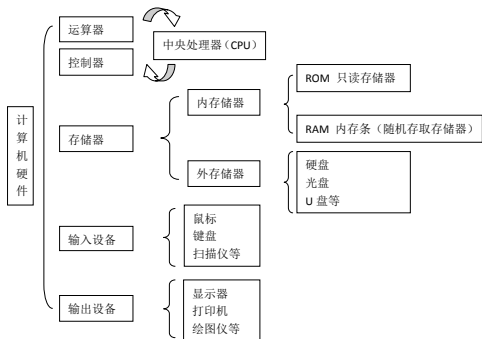 计
算
机
硬
件
运算器
控制器
中央处理器（CPU）
存储器
内存储器
ROM 只读存储器
RAM 内存条（随机存取存储器）
外存储器
硬盘
光盘
U 盘等
输入设备
鼠标
键盘
扫描仪等
输出设备
显示器
打印机
绘图仪等